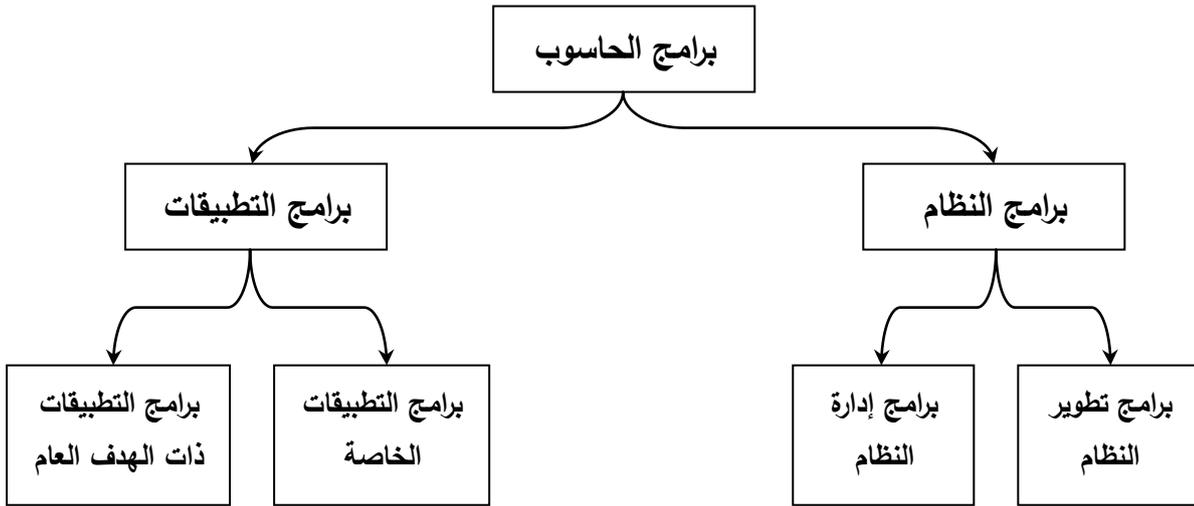 برامج الحاسوب
برامج النظام
برامج التطبيقات
برامج تطوير
النظام
برامج إدارة
النظام
برامج التطبيقات
الخاصة
برامج التطبيقات
ذات الهدف العام